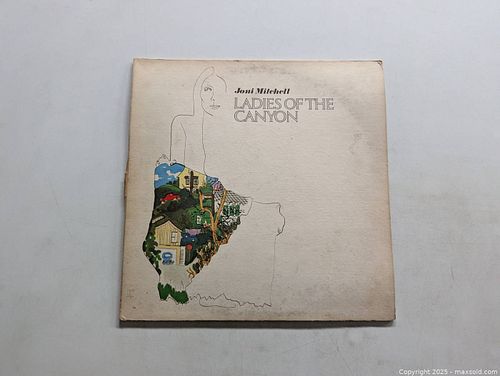 Joni Mitchell
LADIES OF THE
CANYON
Copyright 2025 - maxsold.com